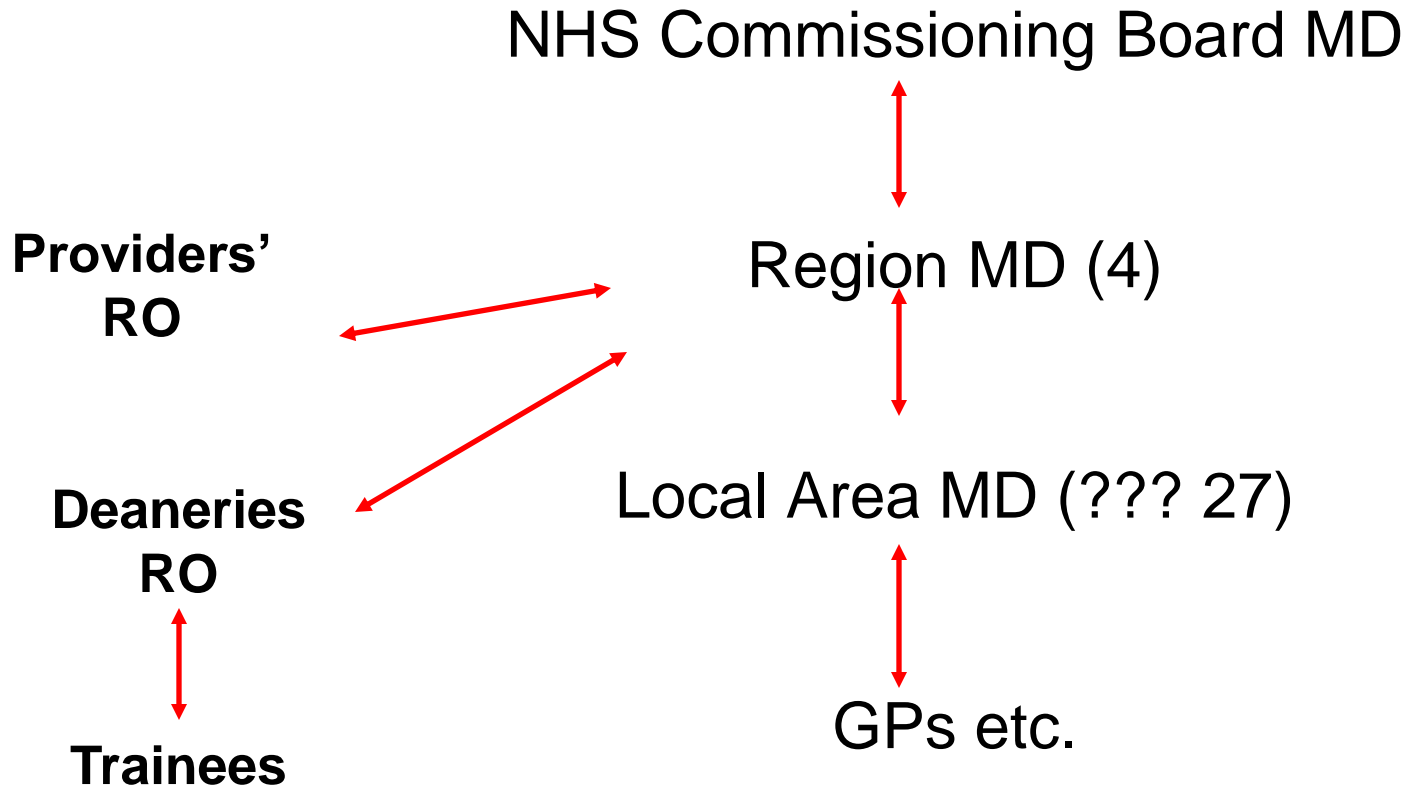 NHS Commissioning Board MD
Providers’
RO
Region MD (4)
Deaneries
RO
Local Area MD (??? 27)
GPs etc.
Trainees